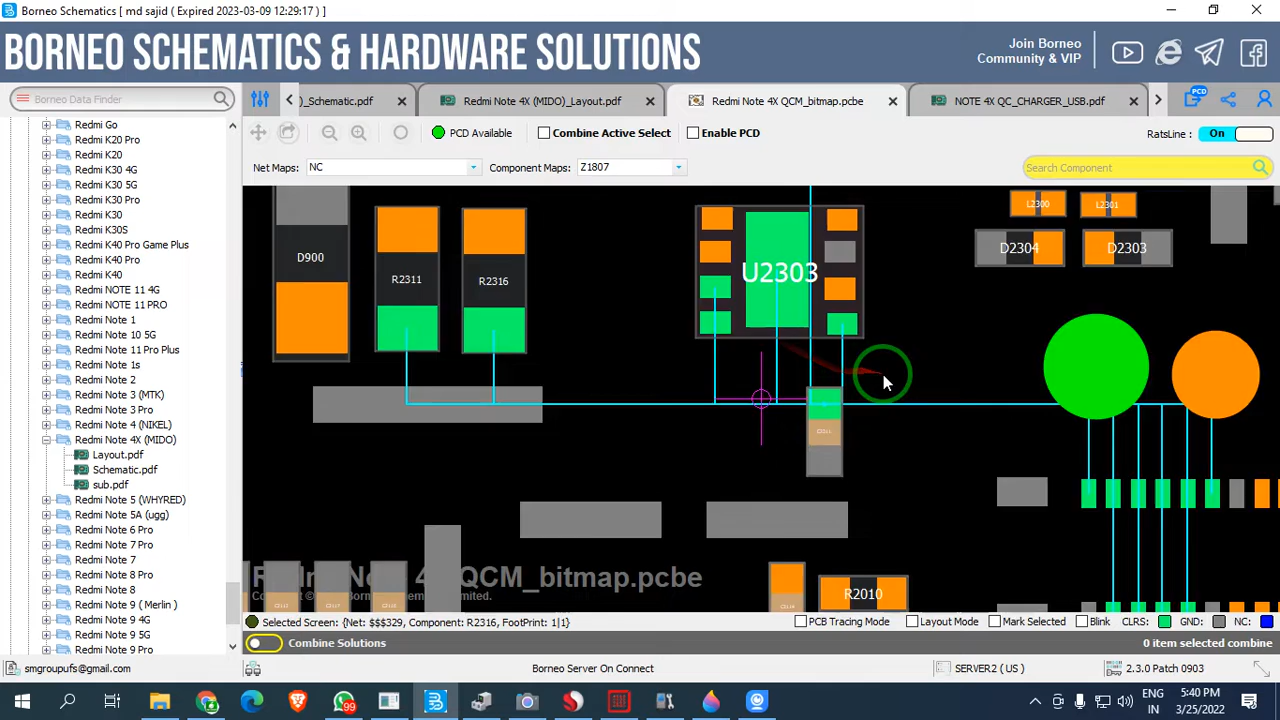 Borneo Schematics [ md sajid ( Expired 2023-03-09 12:29:17 ) ]
BORNEO SCHEMATICS & HARDWARE SOLUTIONS
Join Borneo
Community & VIP
Borneo Data Finder
)_Schematic.pdf
Redmi Note 4X (MIDO)_Layout.pdf
Redmi Note 4X QCM_bitmap.pcbe
NOTE 4X QC_CHARGER_USB.pdf
PCD
PCD Available
Combine Active Select
Enable PCD
RatsLine :
On
Net Maps:
NC
Component Maps:
Z1807
Search Component
Redmi Go
Redmi K20 Pro
Redmi K20
Redmi K30 4G
Redmi K30 5G
Redmi K30 Pro
Redmi K30
Redmi K30S
Redmi K40 Pro Game Plus
Redmi K40 Pro
Redmi K40
Redmi NOTE 11 4G
Redmi NOTE 11 PRO
Redmi Note 1
Redmi Note 10 5G
Redmi Note 11 Pro Plus
Redmi Note 1s
Redmi Note 2
Redmi Note 3 (MTK)
Redmi Note 3 Pro
Redmi Note 4 (NIKEL)
Redmi Note 4X (MIDO)
Layout.pdf
Schematic.pdf
sub.pdf
Redmi Note 5 (WHYRED)
Redmi Note 5A (ugg)
Redmi Note 6 Pro
Redmi Note 7 Pro
Redmi Note 7
Redmi Note 8 Pro
Redmi Note 8
Redmi Note 9 ( Merlin )
Redmi Note 9 4G
Redmi Note 9 5G
Redmi Note 9 Pro
D900
R2311
R2316
U2303
L2300
L2301
D2304
D2303
R2010
QCM_bitmap.pcbe
Selected Screen: {Net: $$$329, Component: R2316, FootPrint: 1|1}
PCB Tracing Mode
Layout Mode
Mark Selected
Blink
CLRS:
GND:
NC:
Combine Solutions
0 item selected combine
smgroupufs@gmail.com
Borneo Server On Connect
SERVER2 ( US )
2.3.0 Patch 0903
99
ENG
IN
5:40 PM
3/25/2022